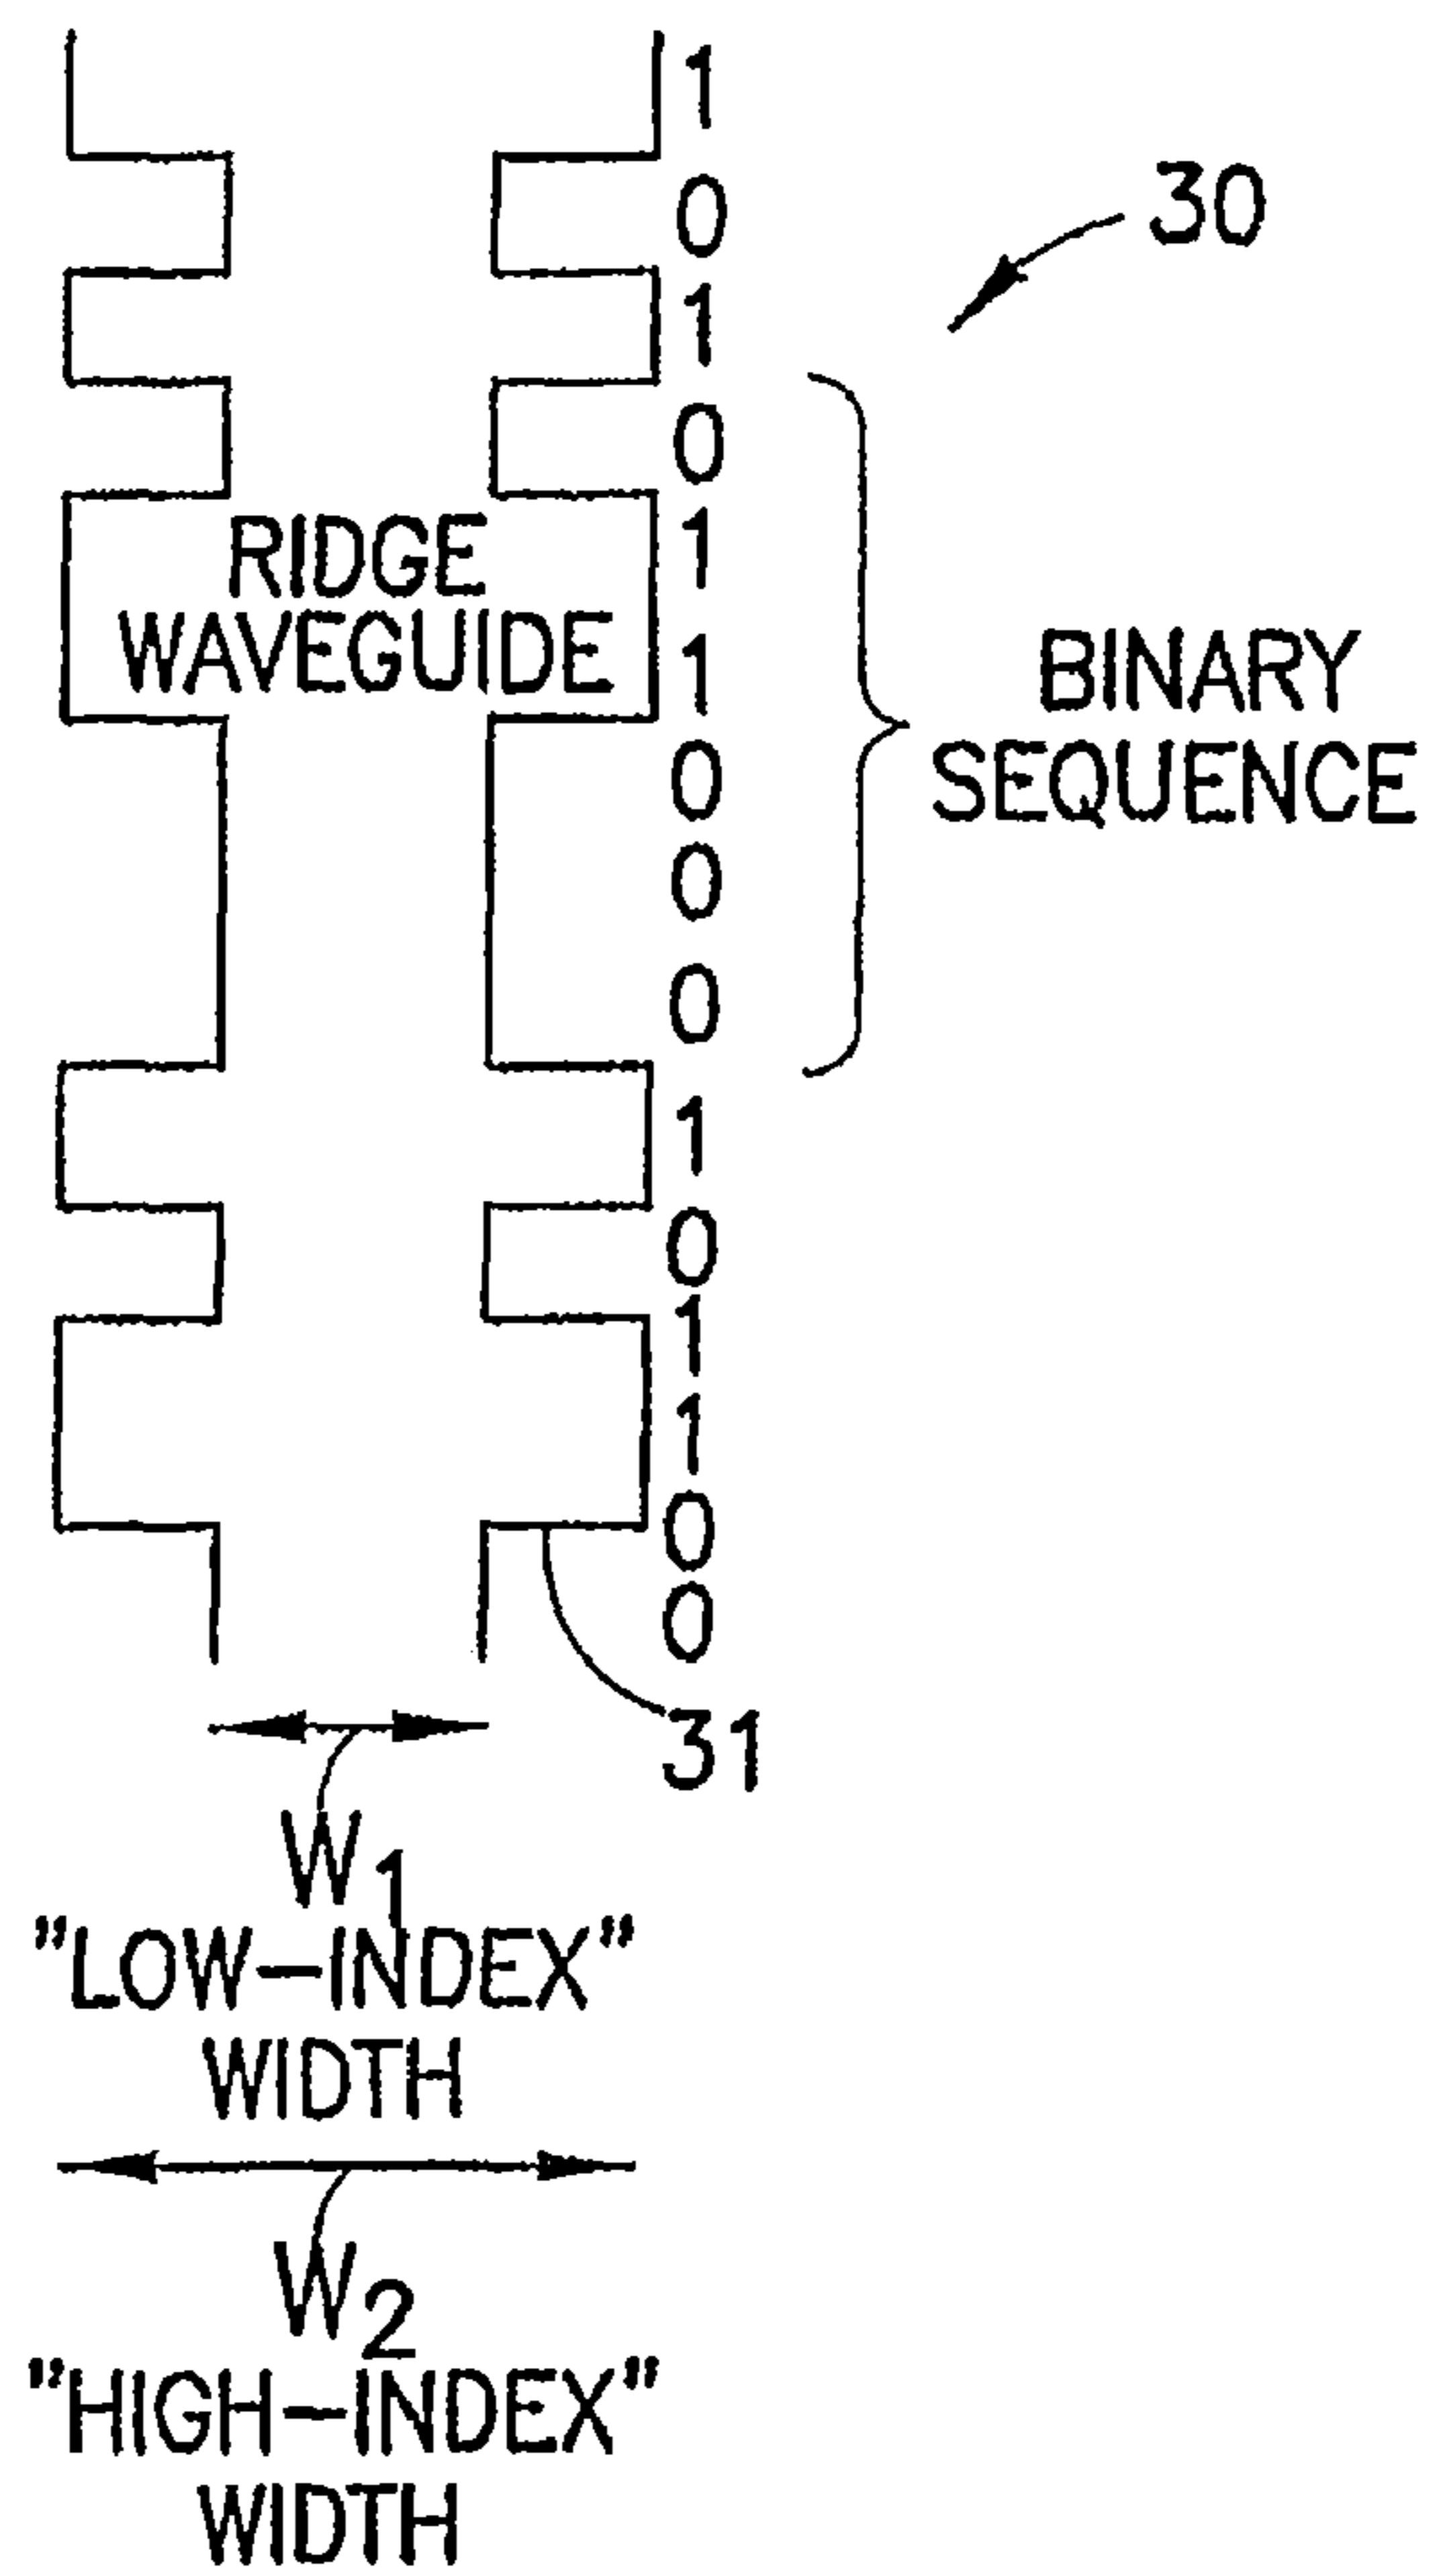 1
0
30
1
0
1
RIDGE
WAVEGUIDE
1
BINARY
SEQUENCE
0
0
0
1
0
1
1
0
0
31
W1
"LOW-INDEX"
WIDTH
W2
"HIGH-INDEX"
WIDTH